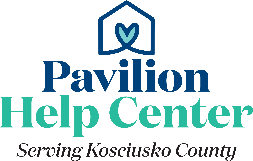 Pavilion
Help Center
Serving Kosciusko County